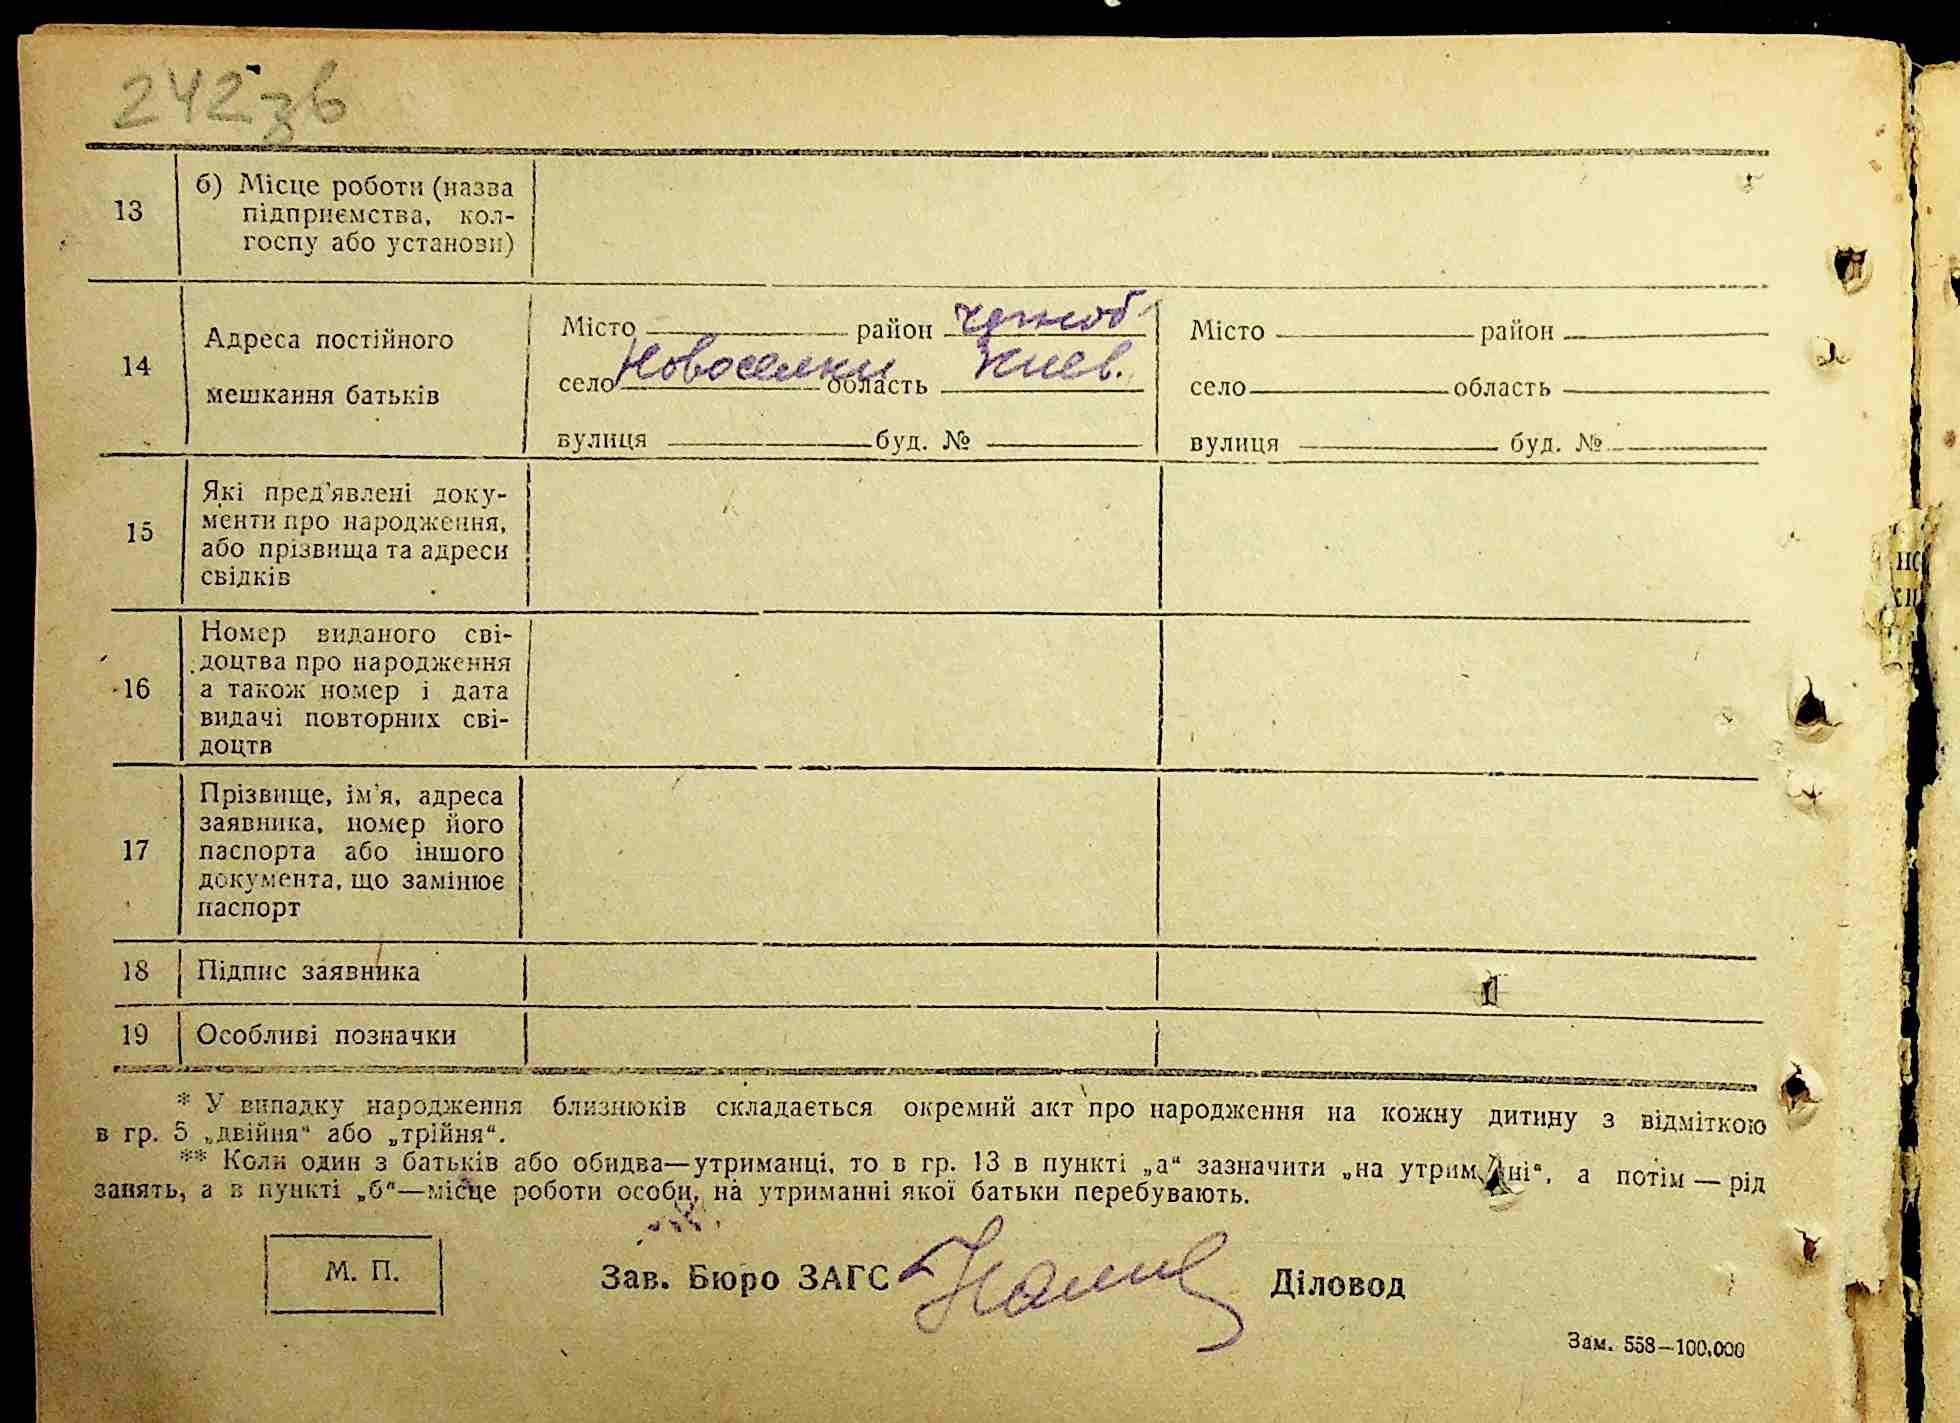 242зв
13
б) Місце роботи (назва
підприємства, кол-
госпу або установи)
14
Адреса постійного
мешкання батьків
Місто район черноб.
село Новоселки область Киев.
вулиця буд. №
Місто район
село область
вулиця буд. №
15
Які пред'явлені доку-
менти про народження,
або прізвища та адреси
свідків
16
Номер виданого сві-
доцтва про народження
а також номер і дата
видачі повторних сві-
доцтв
17
Прізвище, ім'я, адреса
заявника, номер його
паспорта або іншого
документа, що замінює
паспорт
18
Підпис заявника
19
Особливі позначки
* У випадку народження близнюків складається окремий акт про народження на кожну дитину з відміткою
в гр. 5 „двійня“ або „трійня“.
** Коли один з батьків або обидва—утриманці, то в гр. 13 в пункті „а“ зазначити „на утриманні“, а потім — рід
занять, а в пункті „б“—місце роботи особи, на утриманні якої батьки перебувають.
М. П.
Зав. Бюро ЗАГС
Діловод
Зам. 558—100,000